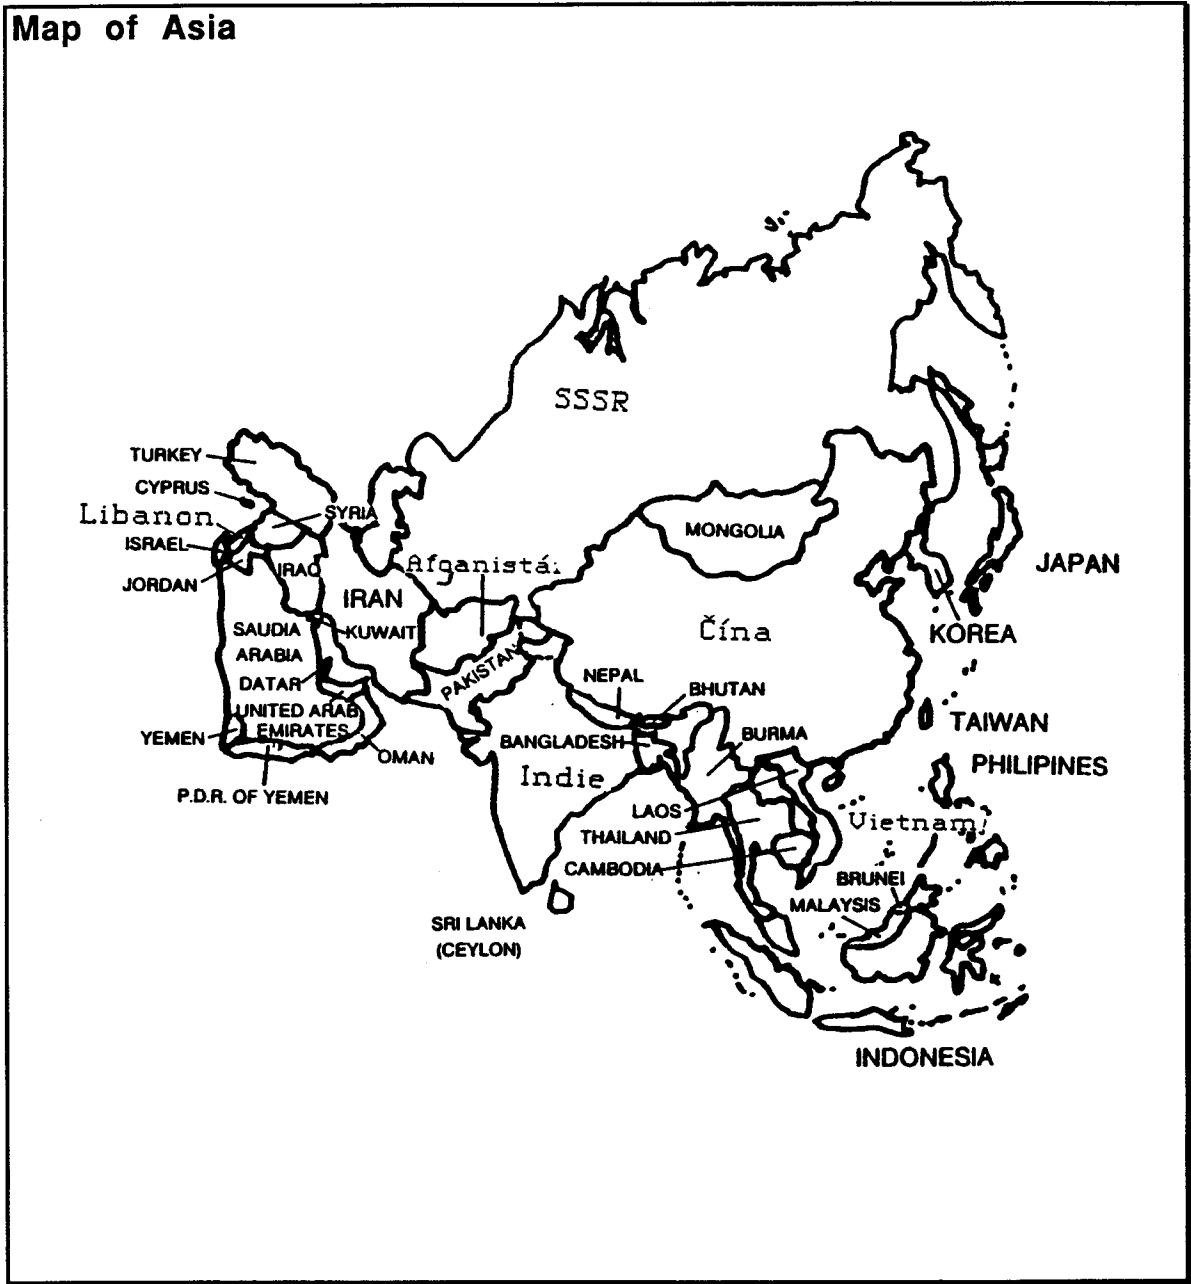 Map of Asia
SSSR
TURKEY
CYPRUS
Libanon
SYRIA
ISRAEL
IRAQ
JORDAN
MONGOLIA
Afganistá
JAPAN
IRAN
SAUDIA
ARABIA
KUWAIT
Čína
KOREA
PAKISTAN
DATAR
NEPAL
BHUTAN
UNITED ARAB
EMIRATES
YEMEN
OMAN
BANGLADESH
BURMA
TAIWAN
PHILIPINES
P.D.R. OF YEMEN
Indie
LAOS
THAILAND
Vietnam
CAMBODIA
BRUNEI
MALAYSIS
SRI LANKA
(CEYLON)
INDONESIA